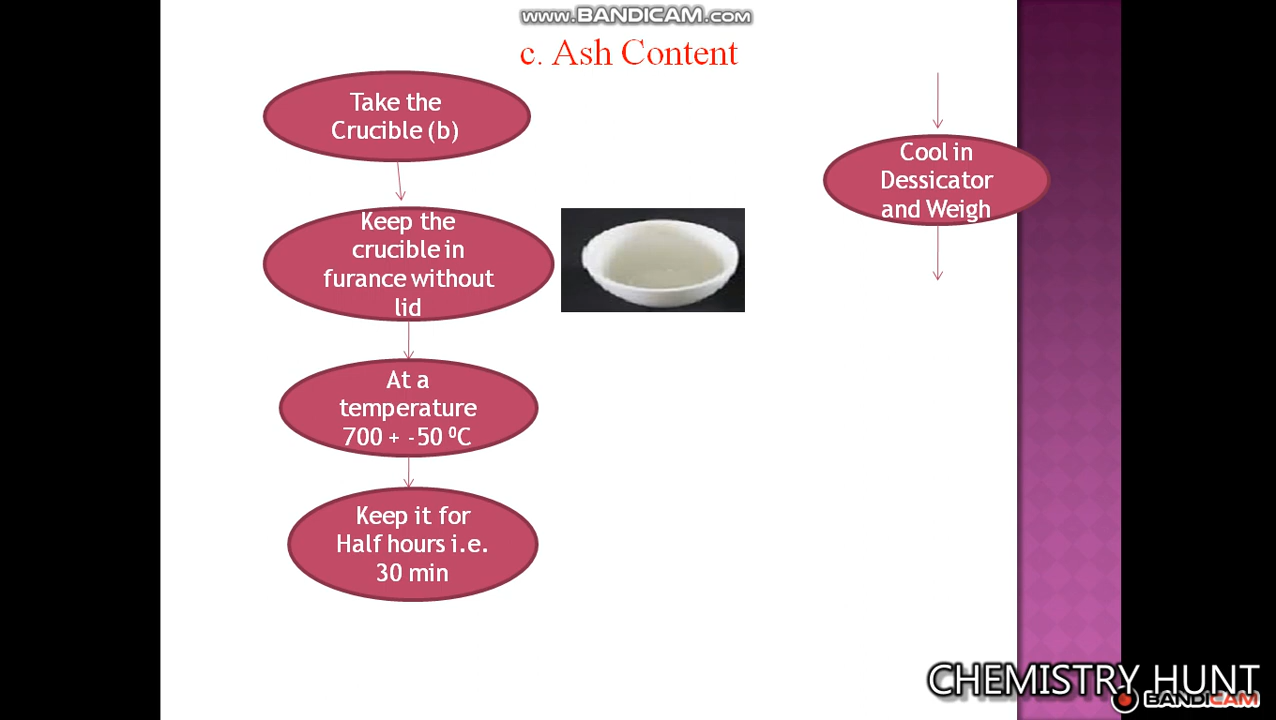 www.BANDICAM.com
c. Ash Content
Take the
Crucible (b)
Keep the
crucible in
furance without
lid
At a
temperature
700 + -50 ⁰C
Keep it for
Half hours i.e.
30 min
Cool in
Dessicator
and Weigh
CHEMISTRY HUNT
BANDICAM